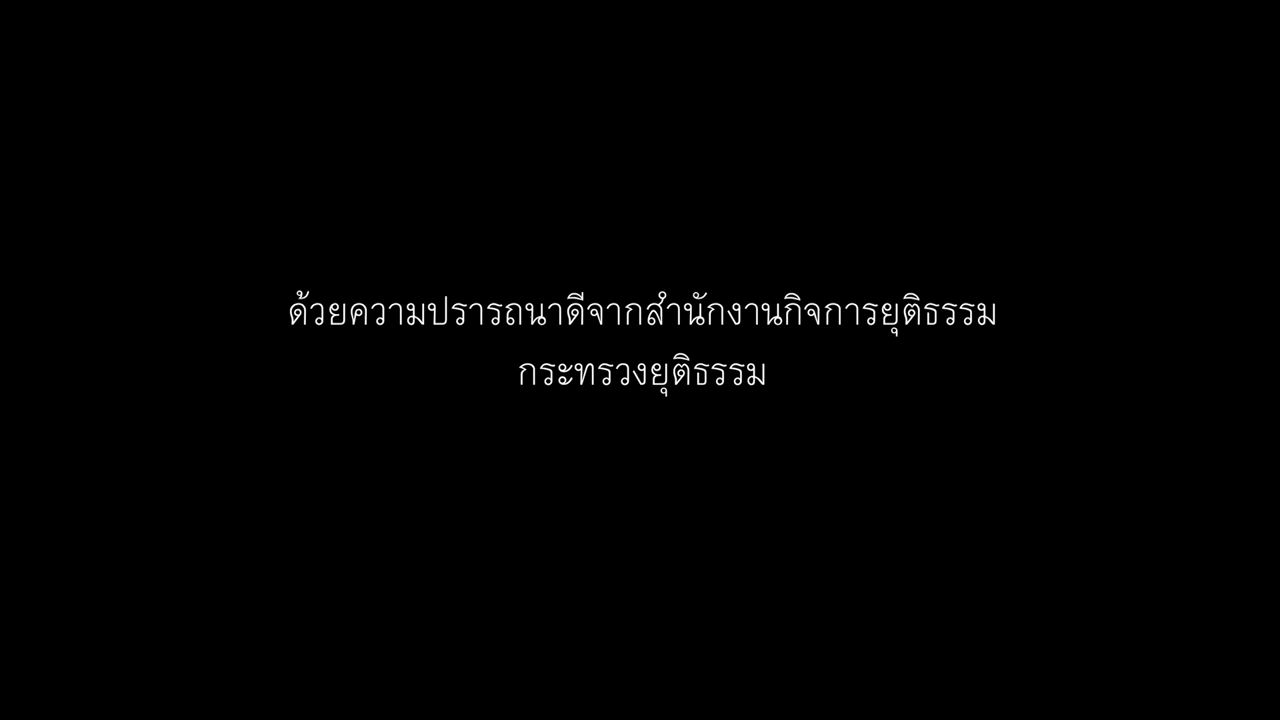 ด้วยความปรารถนาดีจากสำนักงานกิจการยุติธรรม
กระทรวงยุติธรรม